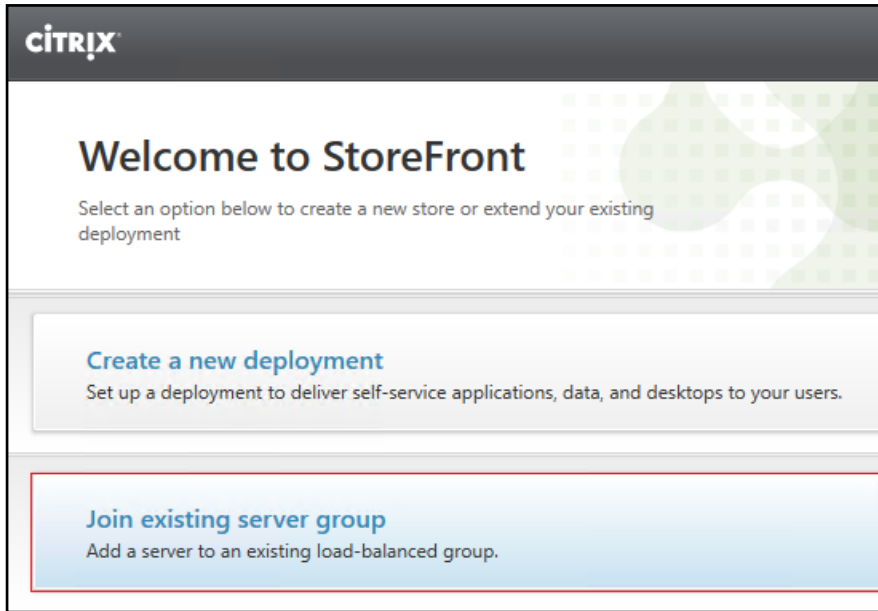 CİTRIX
Welcome to StoreFront
Select an option below to create a new store or extend your existing
deployment
Create a new deployment
Set up a deployment to deliver self-service applications, data, and desktops to your users.
Join existing server group
Add a server to an existing load-balanced group.